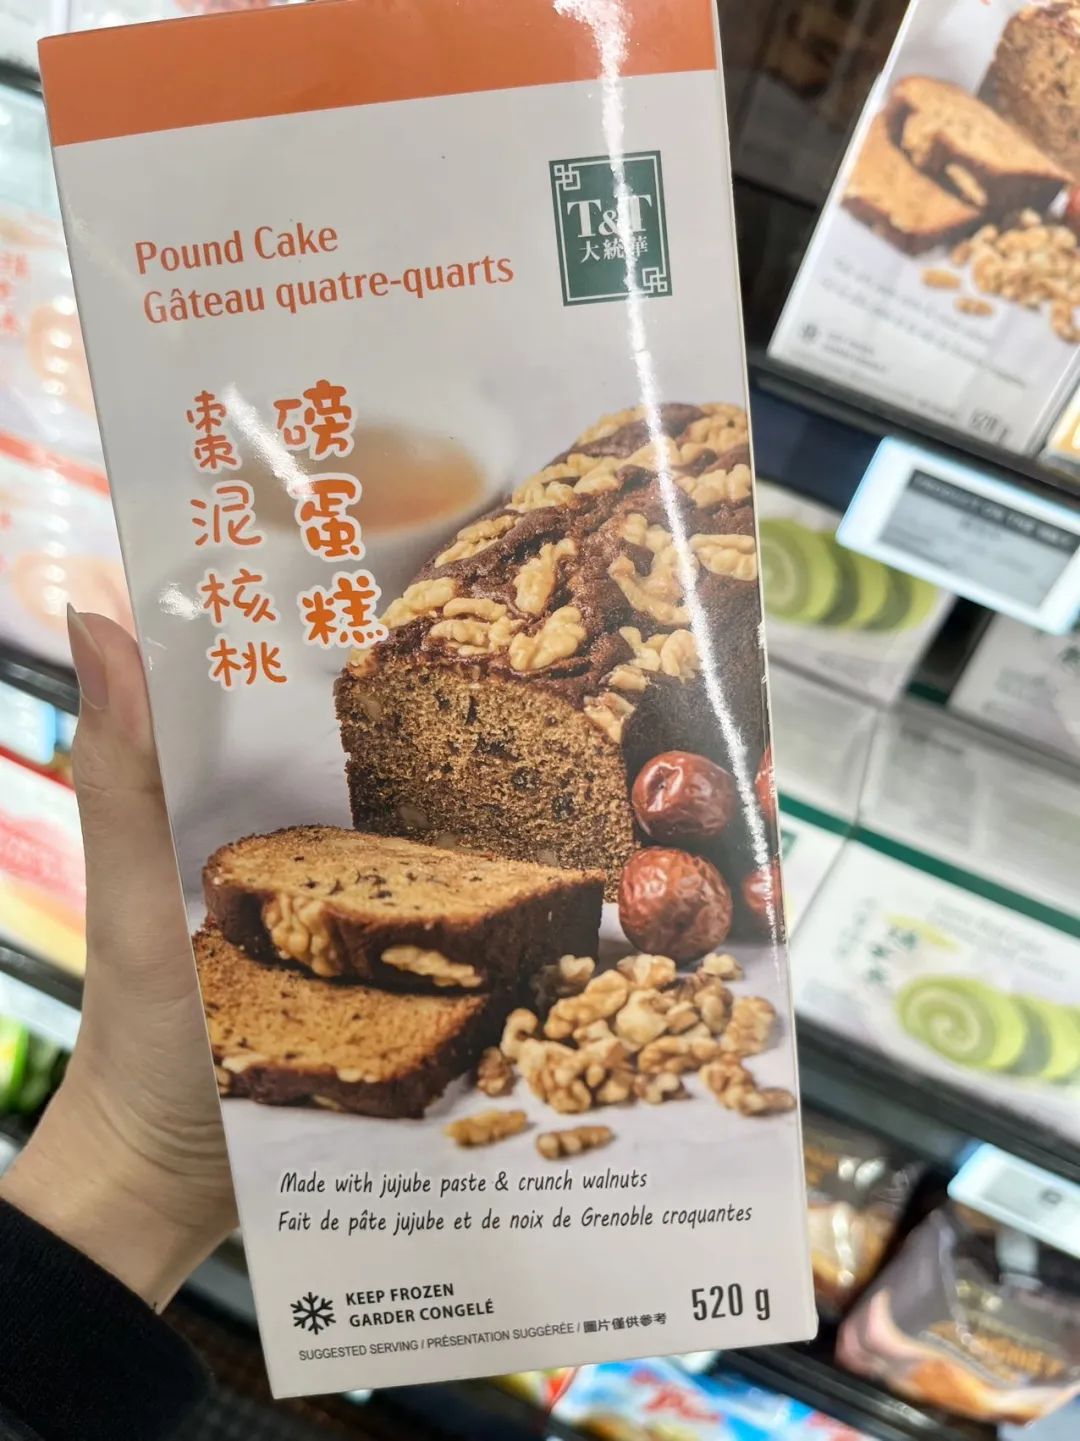 Pound Cake
Gâteau quatre-quarts
T&T
大統華
磅蛋糕
棗泥核桃
Made with jujube paste & crunch walnuts
Fait de pâte jujube et de noix de Grenoble croquantes
KEEP FROZEN
GARDER CONGELÉ
520 g
SUGGESTED SERVING / PRÉSENTATION SUGGÉRÉE / 圖片僅供參考